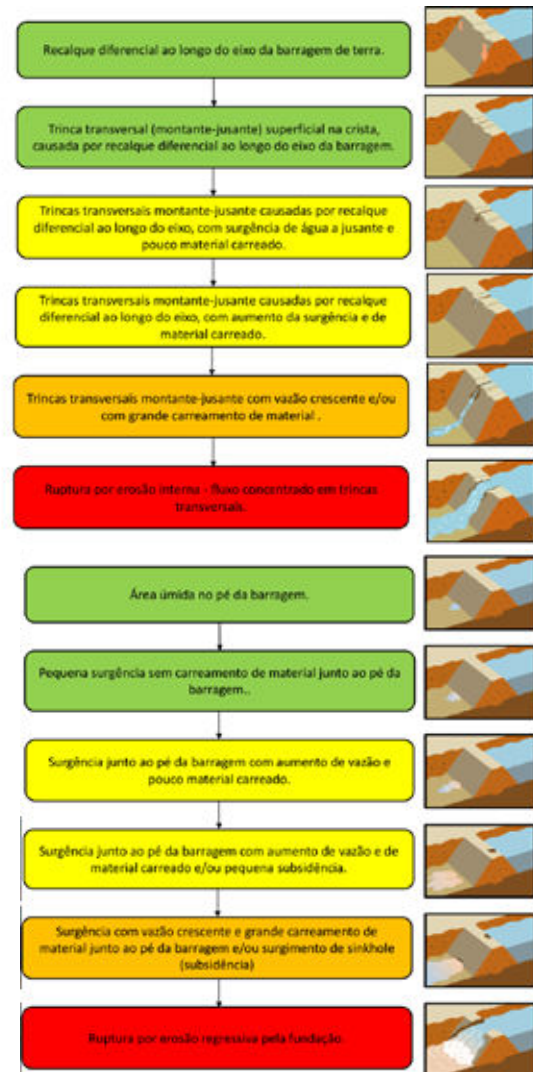 Recalque diferencial ao longo do eixo da barragem de terra.
Trinca transversal (montante-jusante) superficial na crista,
causada por recalque diferencial ao longo do eixo da barragem.
Trincas transversais montante-jusante causadas por recalque
diferencial ao longo do eixo, com surgência de água a jusante e
pouco material carreado.
Trincas transversais montante-jusante causadas por recalque
diferencial ao longo do eixo, com aumento da surgência e de
material carreado.
Trincas transversais montante-jusante com vazão crescente e/ou
com grande carreamento de material .
Ruptura por erosão interna - fluxo concentrado em trincas
transversais.
Área úmida no pé da barragem.
Pequena surgência sem carreamento de material junto ao pé da
barragem..
Surgência junto ao pé da barragem com aumento de vazão e
pouco material carreado.
Surgência junto ao pé da barragem com aumento de vazão e de
material carreado e/ou pequena subsidência.
Surgência com vazão crescente e grande carreamento de
material junto ao pé da barragem e/ou surgimento de sinkhole
(subsidência)
Ruptura por erosão regressiva pela fundação.